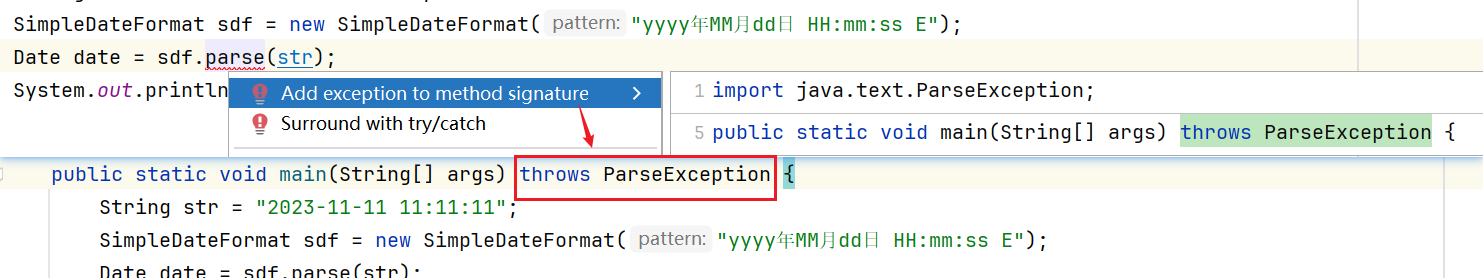 SimpleDateFormat sdf = new SimpleDateFormat( pattern: "yyyy年MM月dd日 HH:mm:ss E");
Date date = sdf.parse(str);
System.out.println
Add exception to method signature
Surround with try/catch
1 import java.text.ParseException;
5 public static void main(String[] args) throws ParseException {
public static void main(String[] args) throws ParseException {
String str = "2023-11-11 11:11:11";
SimpleDateFormat sdf = new SimpleDateFormat( pattern: "yyyy年MM月dd日 HH:mm:ss E");
Date date = sdf.parse(str);